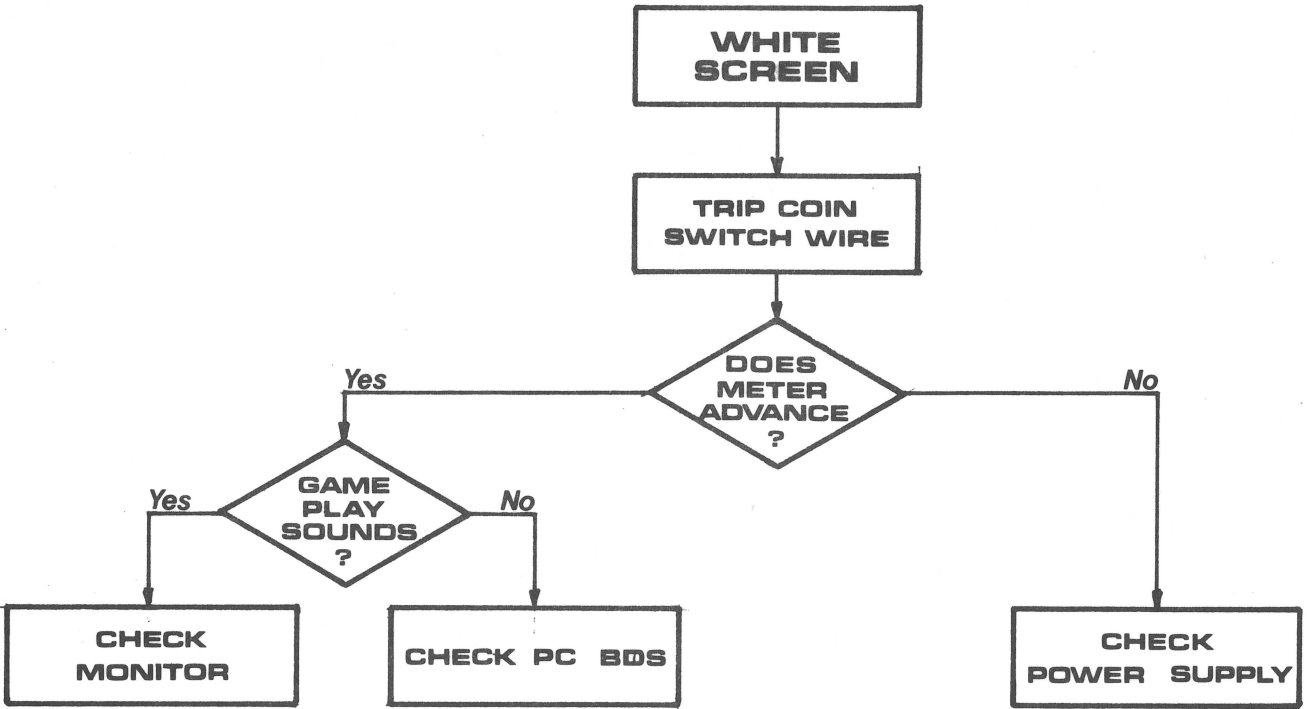 WHITE
SCREEN
TRIP COIN
SWITCH WIRE
DOES
METER
ADVANCE
?
Yes
No
GAME
PLAY
SOUNDS
?
Yes
No
CHECK
MONITOR
CHECK PC BDS
CHECK
POWER SUPPLY